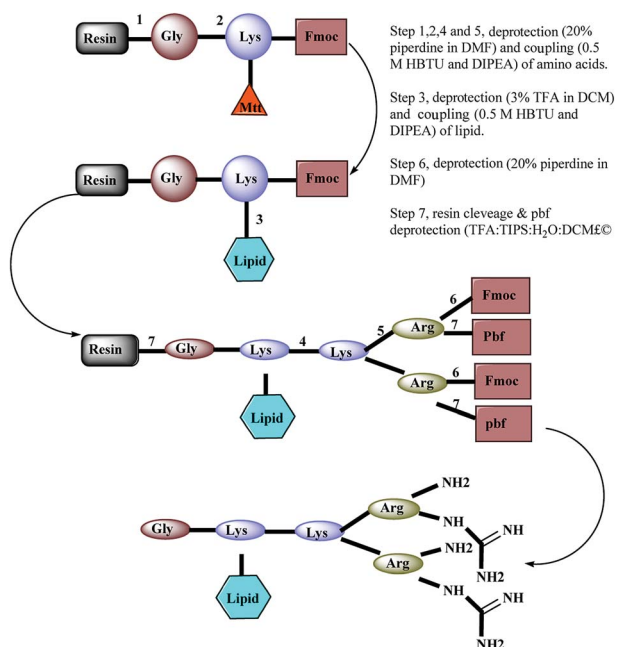 1 2
Resin Gly Lys Fmoc
Mtt
Step 1,2,4 and 5, deprotection (20%
piperdine in DMF) and coupling (0.5
M HBTU and DIPEA) of amino acids.
Step 3, deprotection (3% TFA in DCM)
and coupling (0.5 M HBTU and
DIPEA) of lipid.
Step 6, deprotection (20% piperdine in
DMF)
Step 7, resin cleveage & pbf
deprotection (TFA:TIPS:H₂O:DCM£©
Resin Gly Lys Fmoc
3
Lipid
6 Fmoc
5 Arg 7 Pbf
Resin 7 Gly Lys 4 Lys
6 Fmoc
Arg
7 pbf
Lipid
NH2
Arg
NH NH
Gly Lys Lys
NH2
Arg
NH2
Lipid
NH NH
NH2